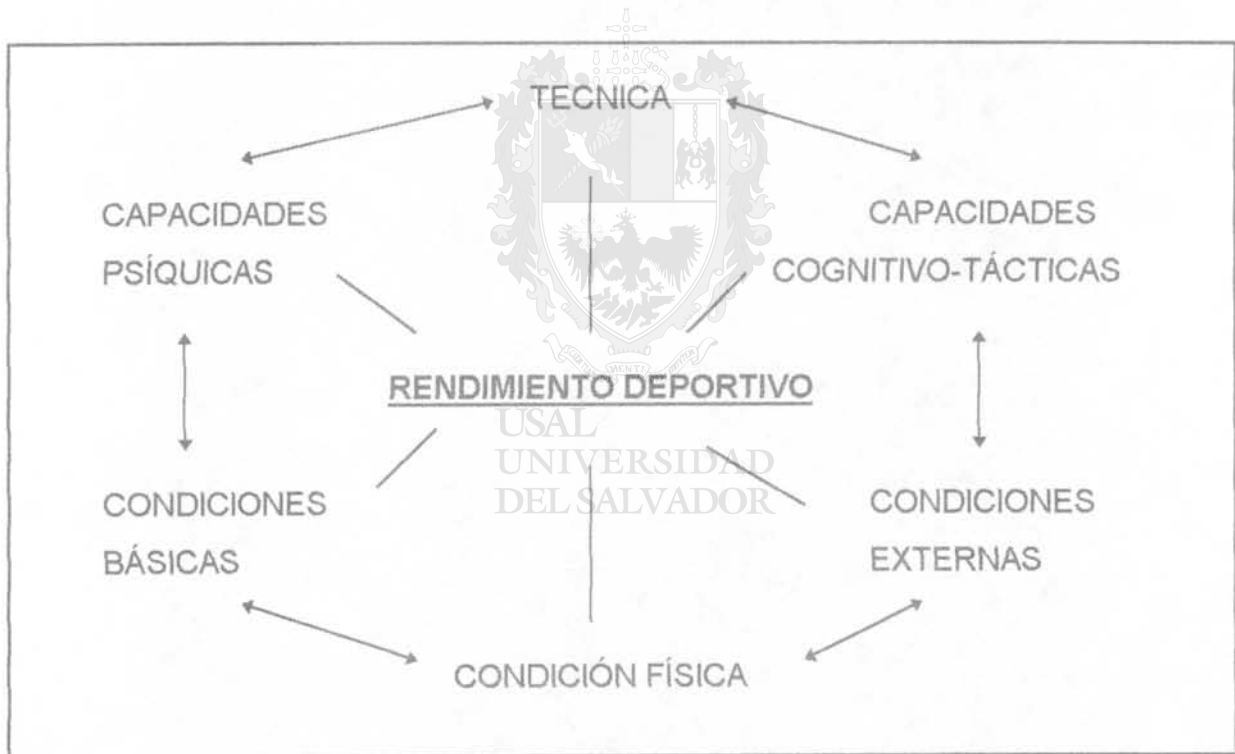 TECNICA
CAPACIDADES
PSÍQUICAS
CAPACIDADES
COGNITIVO-TÁCTICAS
RENDIMIENTO DEPORTIVO
USAL
UNIVERSIDAD
DEL SALVADOR
CONDICIONES
BÁSICAS
CONDICIONES
EXTERNAS
CONDICIÓN FÍSICA